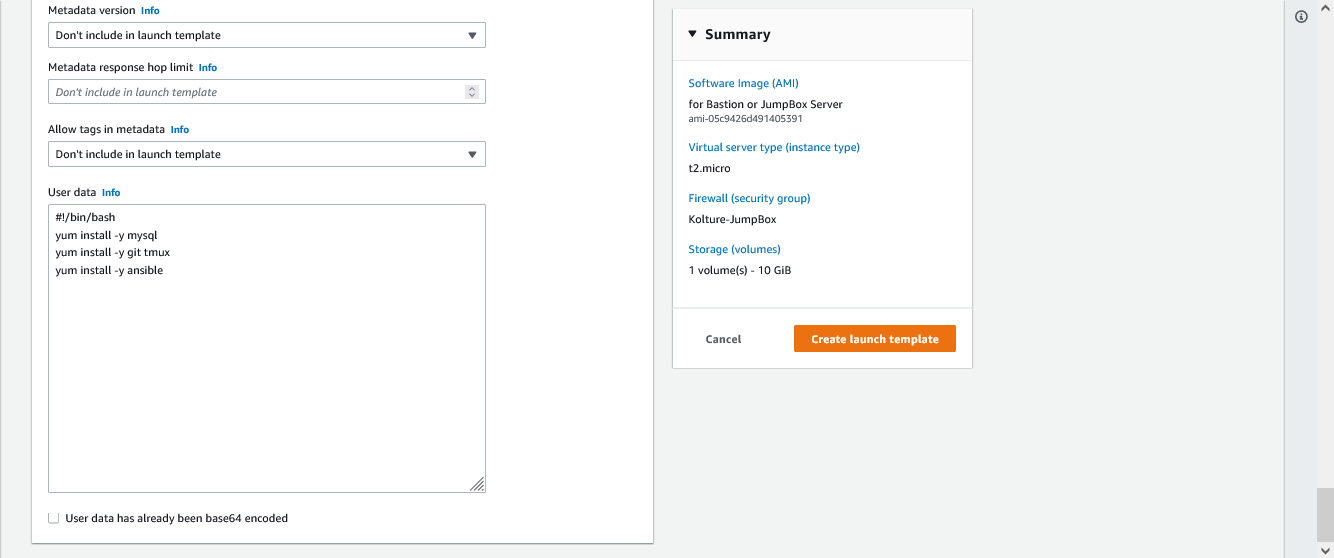 Metadata version Info
Don't include in launch template
Metadata response hop limit Info
Don't include in launch template
Allow tags in metadata Info
Don't include in launch template
User data Info
#!/bin/bash
yum install -y mysql
yum install -y git tmux
yum install -y ansible
User data has already been base64 encoded
Summary
Software Image (AMI)
for Bastion or JumpBox Server
ami-05c9426d491405391
Virtual server type (instance type)
t2.micro
Firewall (security group)
Kolture-JumpBox
Storage (volumes)
1 volume(s) - 10 GiB
Cancel
Create launch template